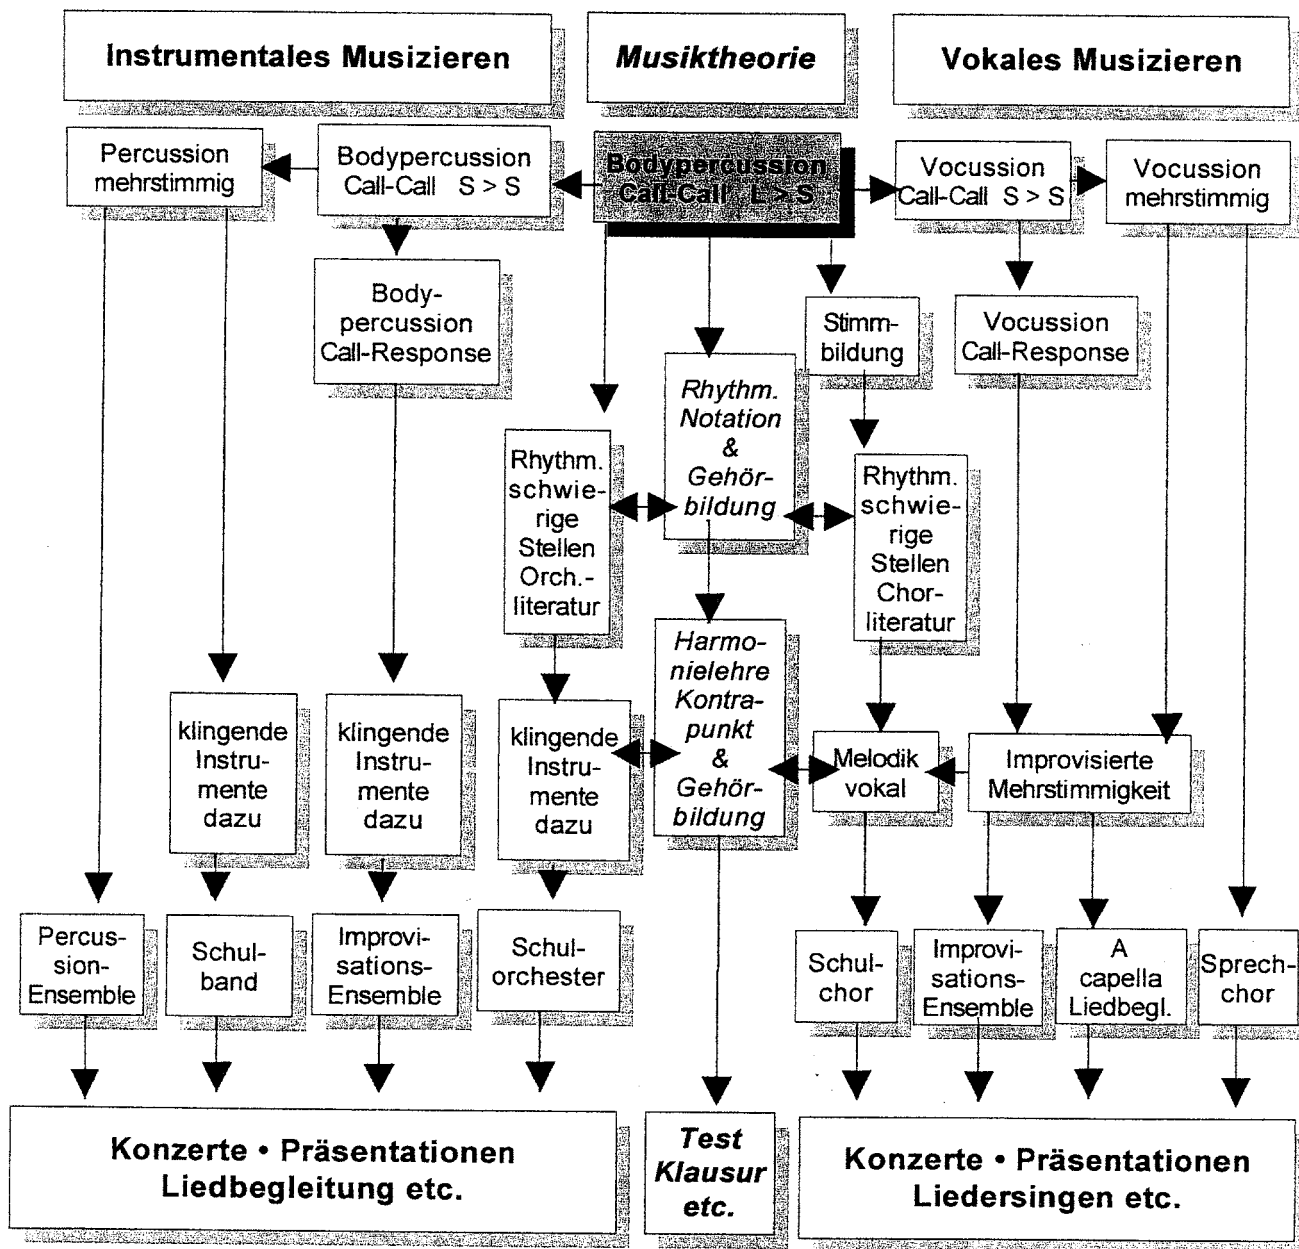 Instrumentales Musizieren
Musiktheorie
Vokales Musizieren
Percussion
mehrstimmig
Bodypercussion
Call-Call S > S
Bodypercussion
Call-Call L > S
Vocussion
Call-Call S > S
Vocussion
mehrstimmig
Body-
percussion
Call-Response
Stimm-
bildung
Vocussion
Call-Response
Rhythm.
Notation
&
Gehör-
bildung
Rhythm.
schwie-
rige
Stellen
Orch.-
literatur
Rhythm.
schwie-
rige
Stellen
Chor-
literatur
Harmo-
nielehre
Kontra-
punkt
&
Gehör-
bildung
klingende
Instru-
mente
dazu
klingende
Instru-
mente
dazu
klingende
Instru-
mente
dazu
Melodik
vokal
Improvisierte
Mehrstimmigkeit
Percus-
sion-
Ensemble
Schul-
band
Improvi-
sations-
Ensemble
Schul-
orchester
Schul-
chor
Improvi-
sations-
Ensemble
A
capella
Liedbegl.
Sprech-
chor
Konzerte • Präsentationen
Liedbegleitung etc.
Test
Klausur
etc.
Konzerte • Präsentationen
Liedersingen etc.